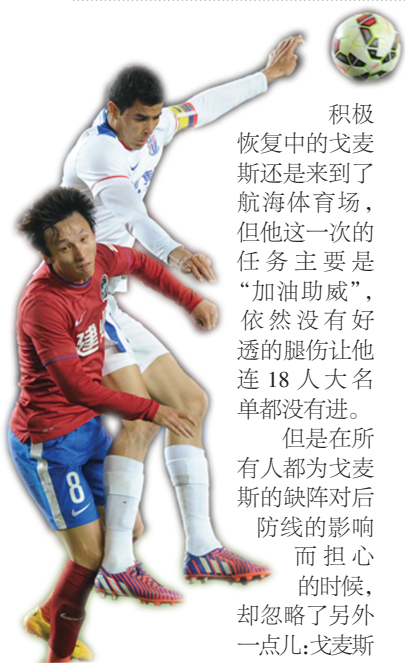 积极
恢复中的戈麦
斯还是来到了
航海体育场，
但他这一次的
任务主要是
“加油助威”，
依然没有好
透的腿伤让他
连 18 人大名
单都没有进。
但是在所
有人都为戈麦
斯的缺阵对后
防线的影响
而担心
的时候，
却忽略了另外
一点儿：戈麦斯
建
8